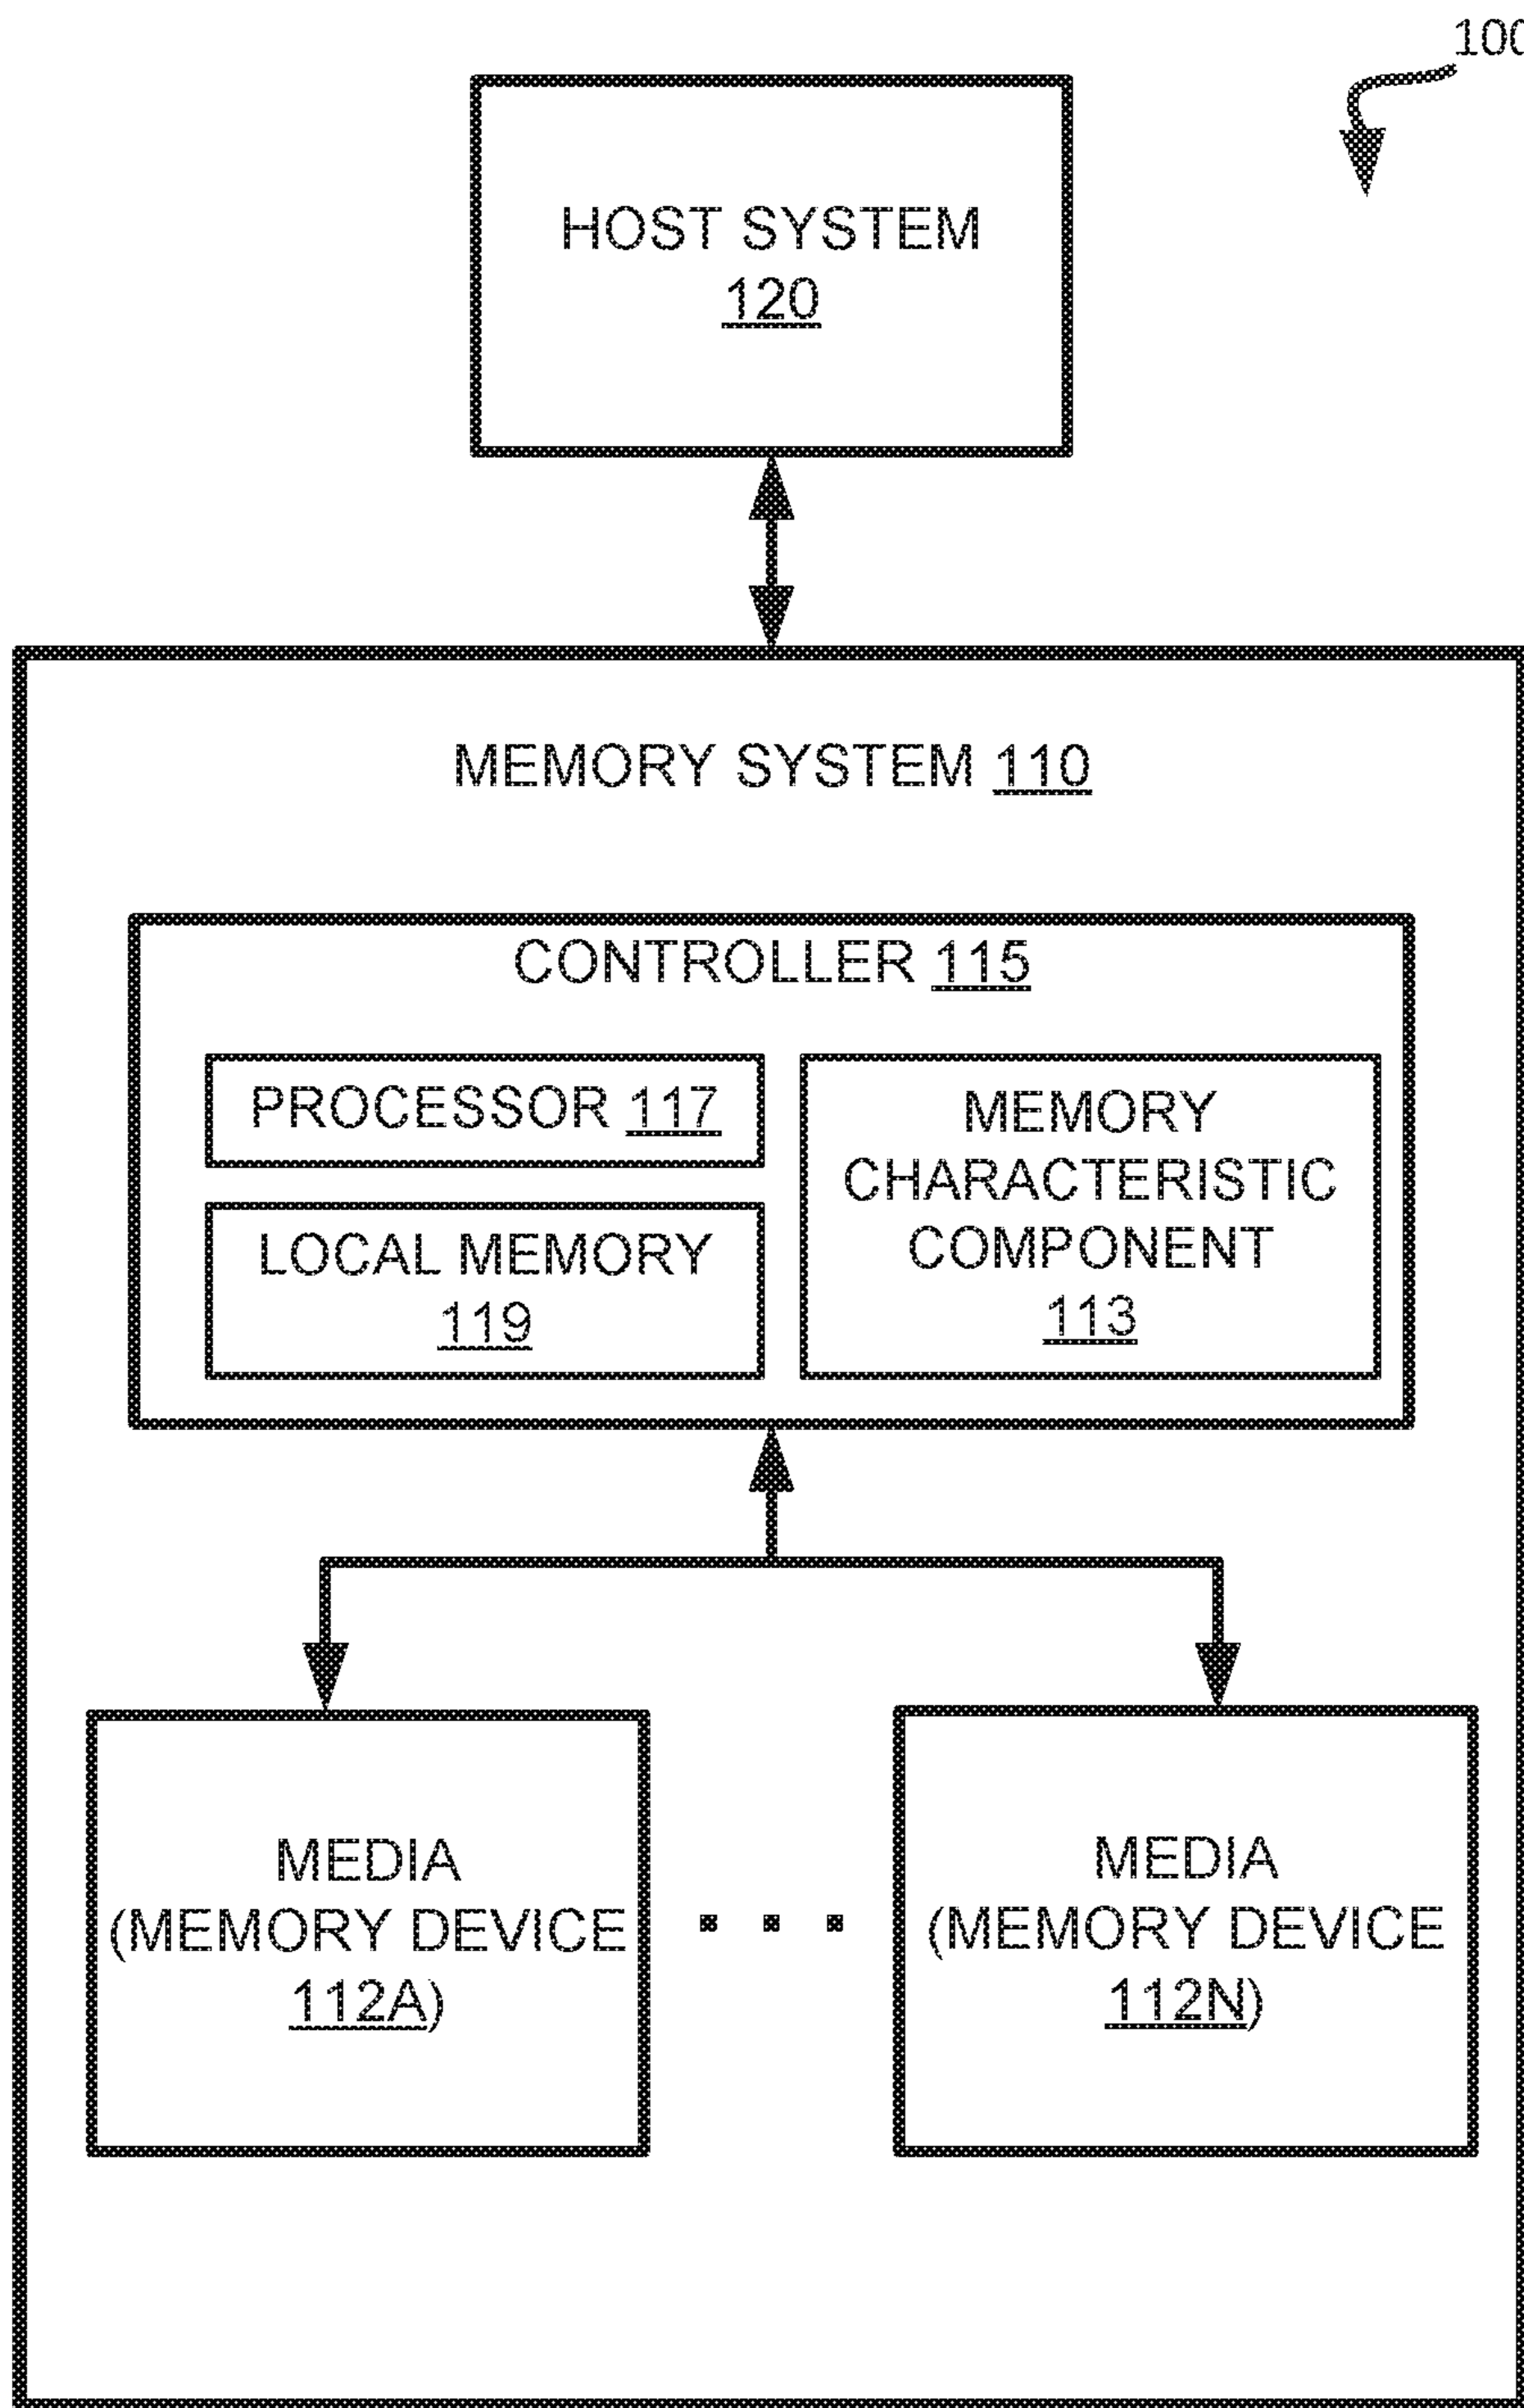 100
HOST SYSTEM
120
MEMORY SYSTEM 110
CONTROLLER 115
PROCESSOR 117
LOCAL MEMORY
119
MEMORY
CHARACTERISTIC
COMPONENT
113
MEDIA
(MEMORY DEVICE
112A)
MEDIA
(MEMORY DEVICE
112N)